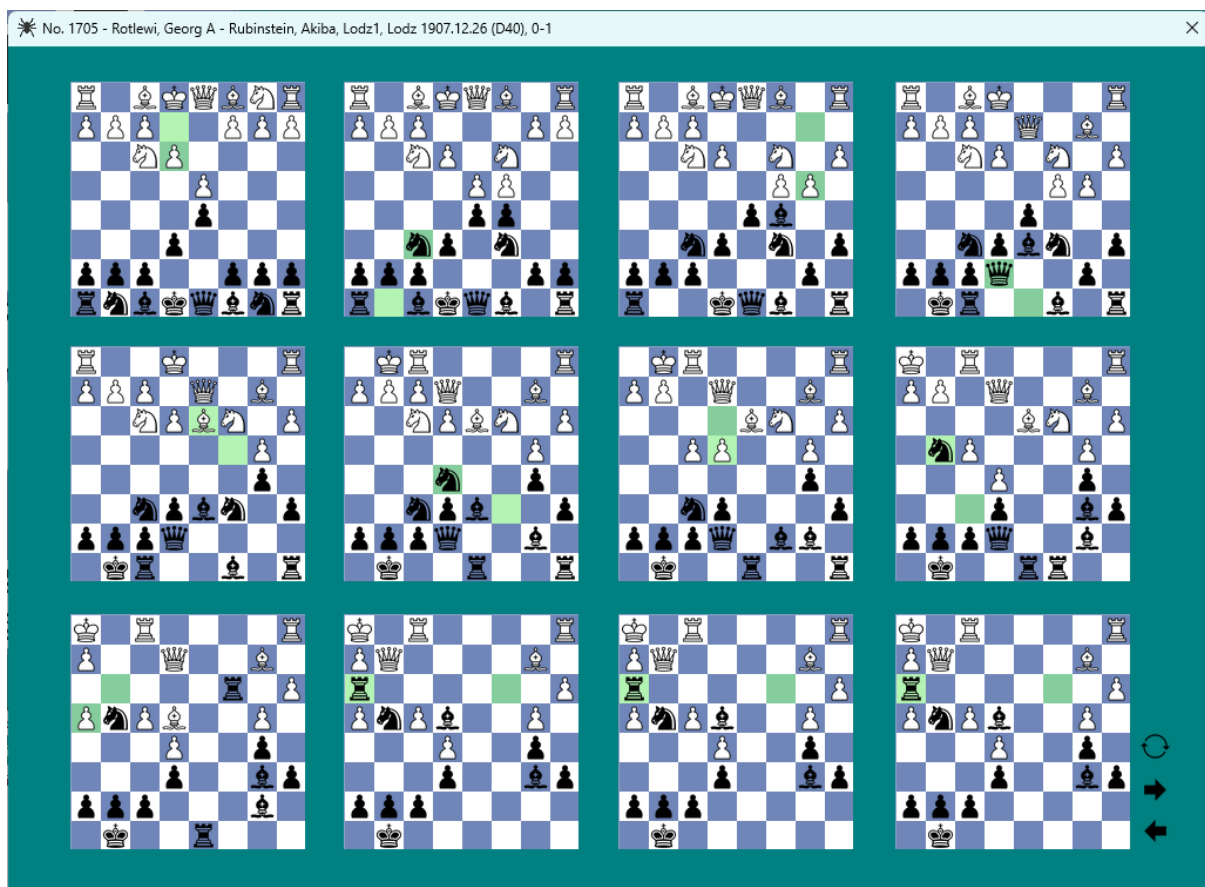 No. 1705 - Rotlewi, Georg A - Rubinstein, Akiba, Lodz1, Lodz 1907.12.26 (D40), 0-1